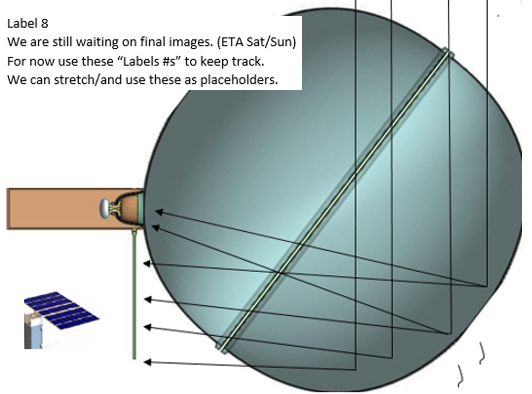 Label 8
We are still waiting on final images. (ETA Sat/Sun)
For now use these “Labels #s” to keep track.
We can stretch/and use these as placeholders.